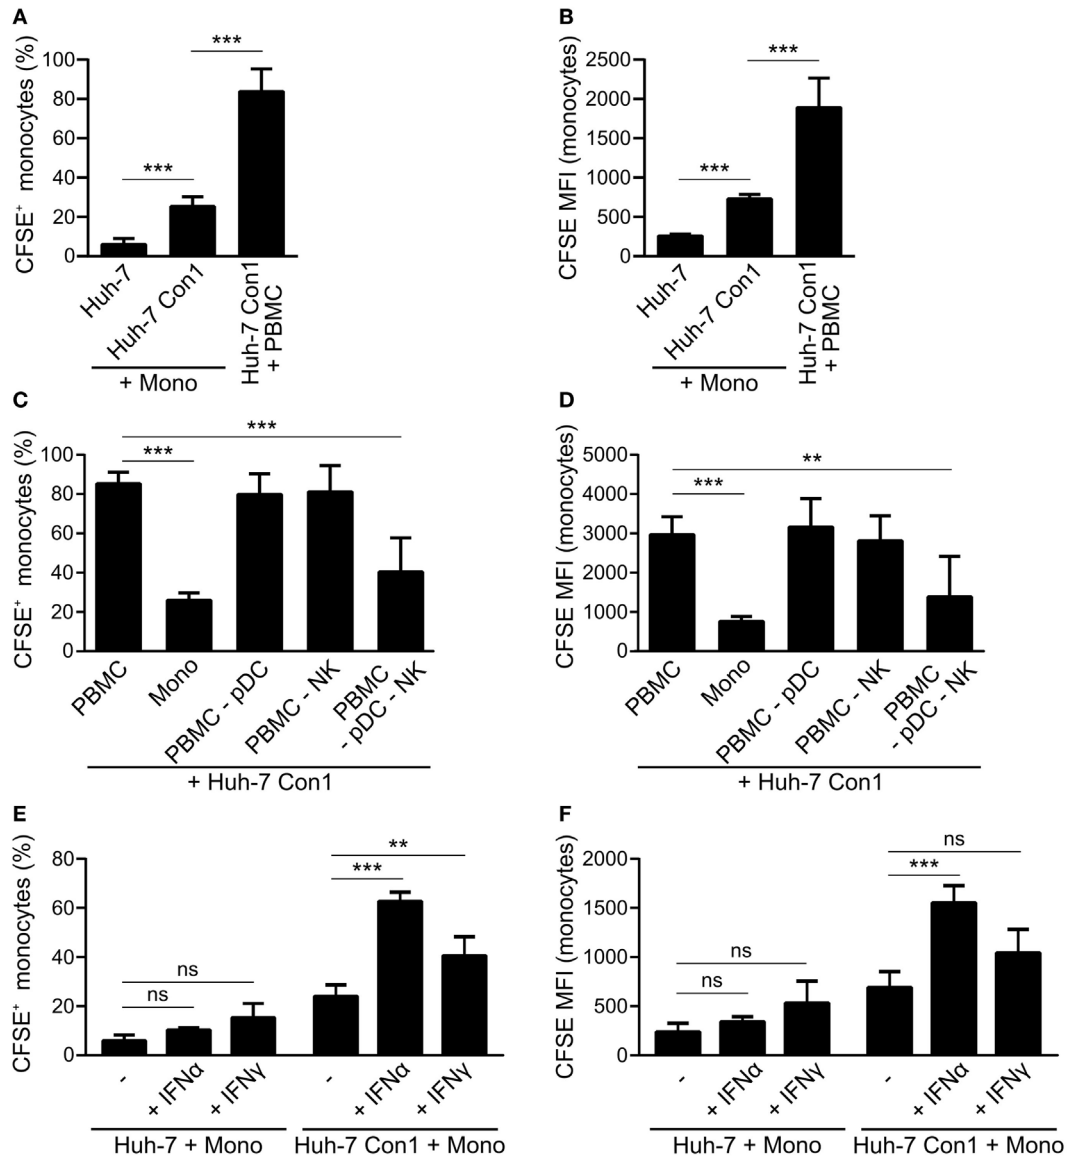 A
CFSE⁺ monocytes (%)
100
80
60
40
20
0
***
***
Huh-7
Huh-7 Con1
Huh-7 Con1
+ PBMC
+ Mono
B
CFSE MFI (monocytes)
2500
2000
1500
1000
500
0
***
***
Huh-7
Huh-7 Con1
Huh-7 Con1
+ PBMC
+ Mono
C
CFSE⁺ monocytes (%)
100
80
60
40
20
0
***
***
PBMC
Mono
PBMC - pDC
PBMC - NK
PBMC
- pDC - NK
+ Huh-7 Con1
D
CFSE MFI (monocytes)
5000
4000
3000
2000
1000
0
**
***
PBMC
Mono
PBMC - pDC
PBMC - NK
PBMC
- pDC - NK
+ Huh-7 Con1
E
CFSE⁺ monocytes (%)
80
60
40
20
0
ns
ns
**
***
-
+ IFNα
+ IFNγ
-
+ IFNα
+ IFNγ
Huh-7 + Mono
Huh-7 Con1 + Mono
F
CFSE MFI (monocytes)
2000
1500
1000
500
0
ns
ns
ns
***
-
+ IFNα
+ IFNγ
-
+ IFNα
+ IFNγ
Huh-7 + Mono
Huh-7 Con1 + Mono